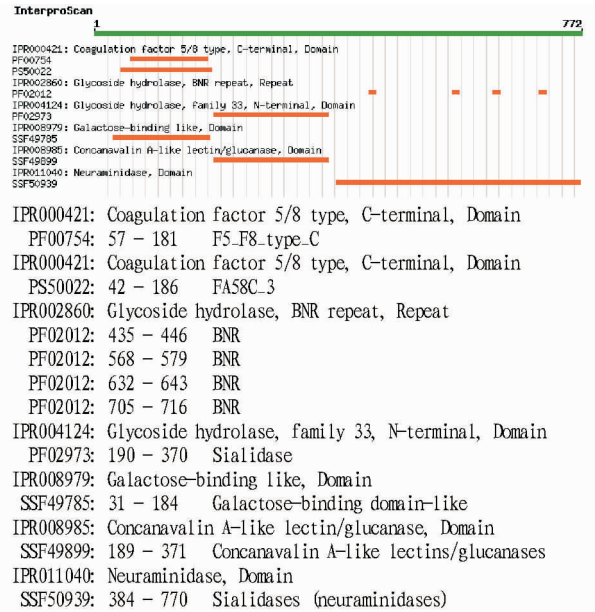 InterproScan
1 772
IPR000421: Coagulation factor 5/8 type, C-terminal, Domain
PF00754
PS50022
IPR002860: Glycoside hydrolase, BNR repeat, Repeat
PF02012
IPR004124: Glycoside hydrolase, family 33, N-terminal, Domain
PF02973
IPR008979: Galactose-binding like, Domain
SSF49785
IPR008985: Concanavalin A-like lectin/glucanase, Domain
SSF49899
IPR011040: Neuraminidase, Domain
SSF50939
IPR000421: Coagulation factor 5/8 type, C-terminal, Domain
PF00754: 57 - 181 F5_F8_type_C
IPR000421: Coagulation factor 5/8 type, C-terminal, Domain
PS50022: 42 - 186 FA58C_3
IPR002860: Glycoside hydrolase, BNR repeat, Repeat
PF02012: 435 - 446 BNR
PF02012: 568 - 579 BNR
PF02012: 632 - 643 BNR
PF02012: 705 - 716 BNR
IPR004124: Glycoside hydrolase, family 33, N-terminal, Domain
PF02973: 190 - 370 Sialidase
IPR008979: Galactose-binding like, Domain
SSF49785: 31 - 184 Galactose-binding domain-like
IPR008985: Concanavalin A-like lectin/glucanase, Domain
SSF49899: 189 - 371 Concanavalin A-like lectins/glucanases
IPR011040: Neuraminidase, Domain
SSF50939: 384 - 770 Sialidases (neuraminidases)